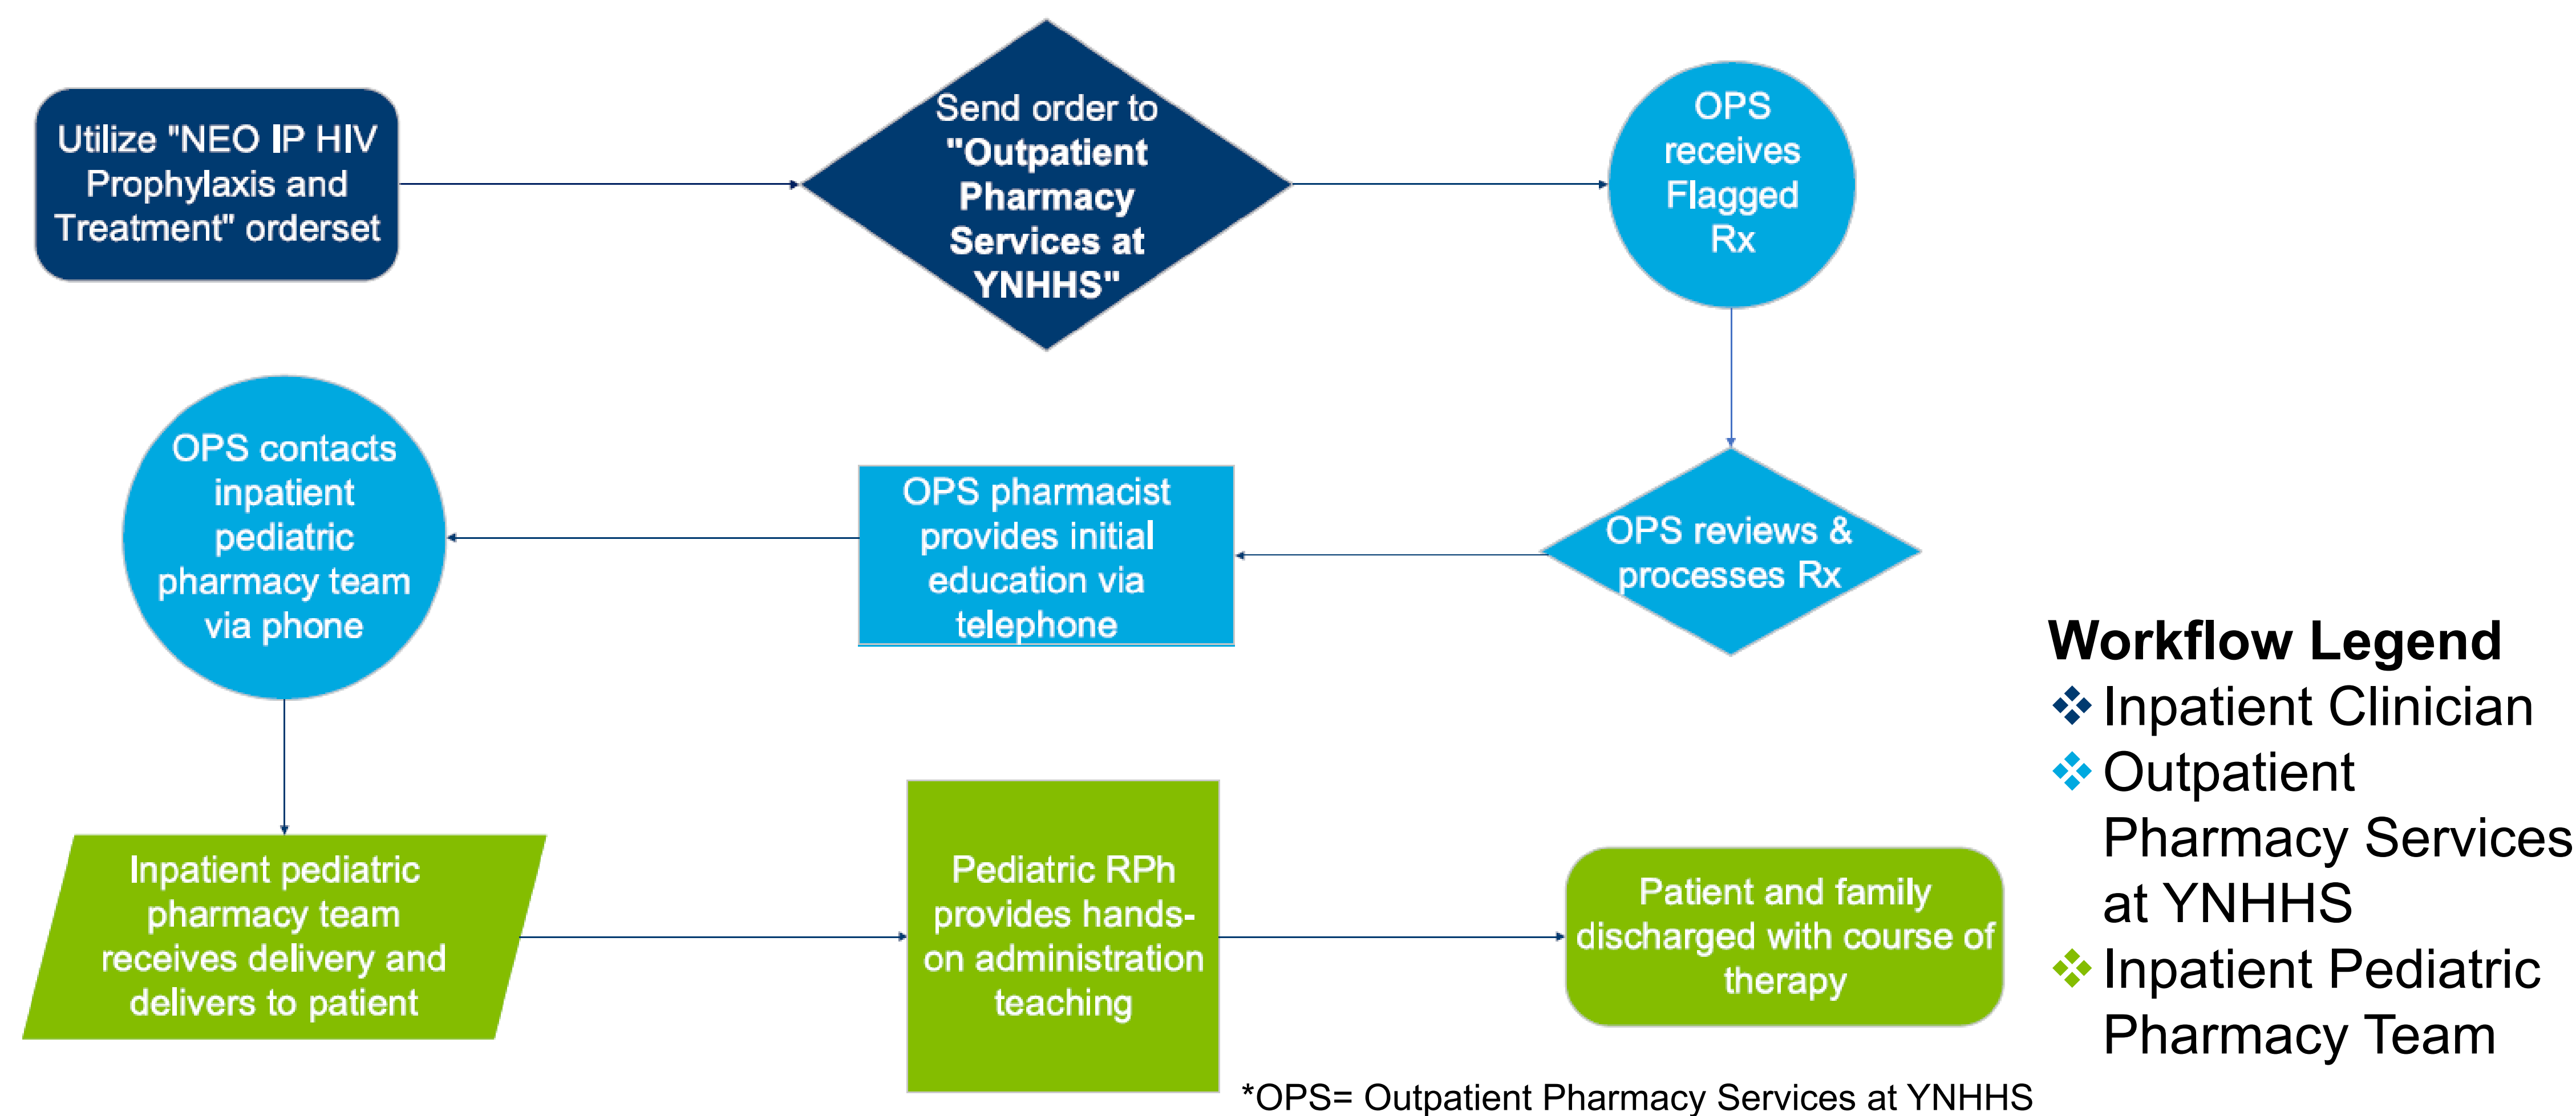 Utilize "NEO IP HIV
Prophylaxis and
Treatment" orderset
Send order to
"Outpatient
Pharmacy
Services at
YNHHS"
OPS
receives
Flagged
Rx
OPS reviews &
processes Rx
OPS pharmacist
provides initial
education via
telephone
OPS contacts
inpatient
pediatric
pharmacy team
via phone
Inpatient pediatric
pharmacy team
receives delivery and
delivers to patient
Pediatric RPh
provides hands-
on administration
teaching
Patient and family
discharged with course of
therapy
Workflow Legend
Inpatient Clinician
Outpatient
Pharmacy Services
at YNHHS
Inpatient Pediatric
Pharmacy Team
*OPS= Outpatient Pharmacy Services at YNHHS